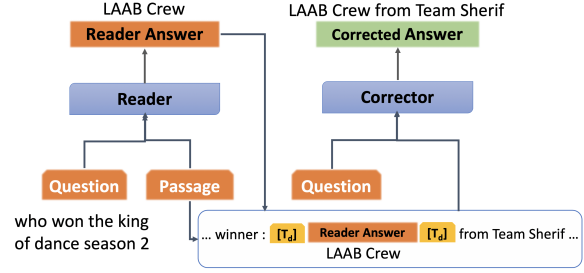 LAAB Crew
Reader Answer
Reader
Question
Passage
who won the king
of dance season 2
LAAB Crew from Team Sherif
Corrected Answer
Corrector
Question
... winner : [Td] Reader Answer [Td] from Team Sherif ...
LAAB Crew